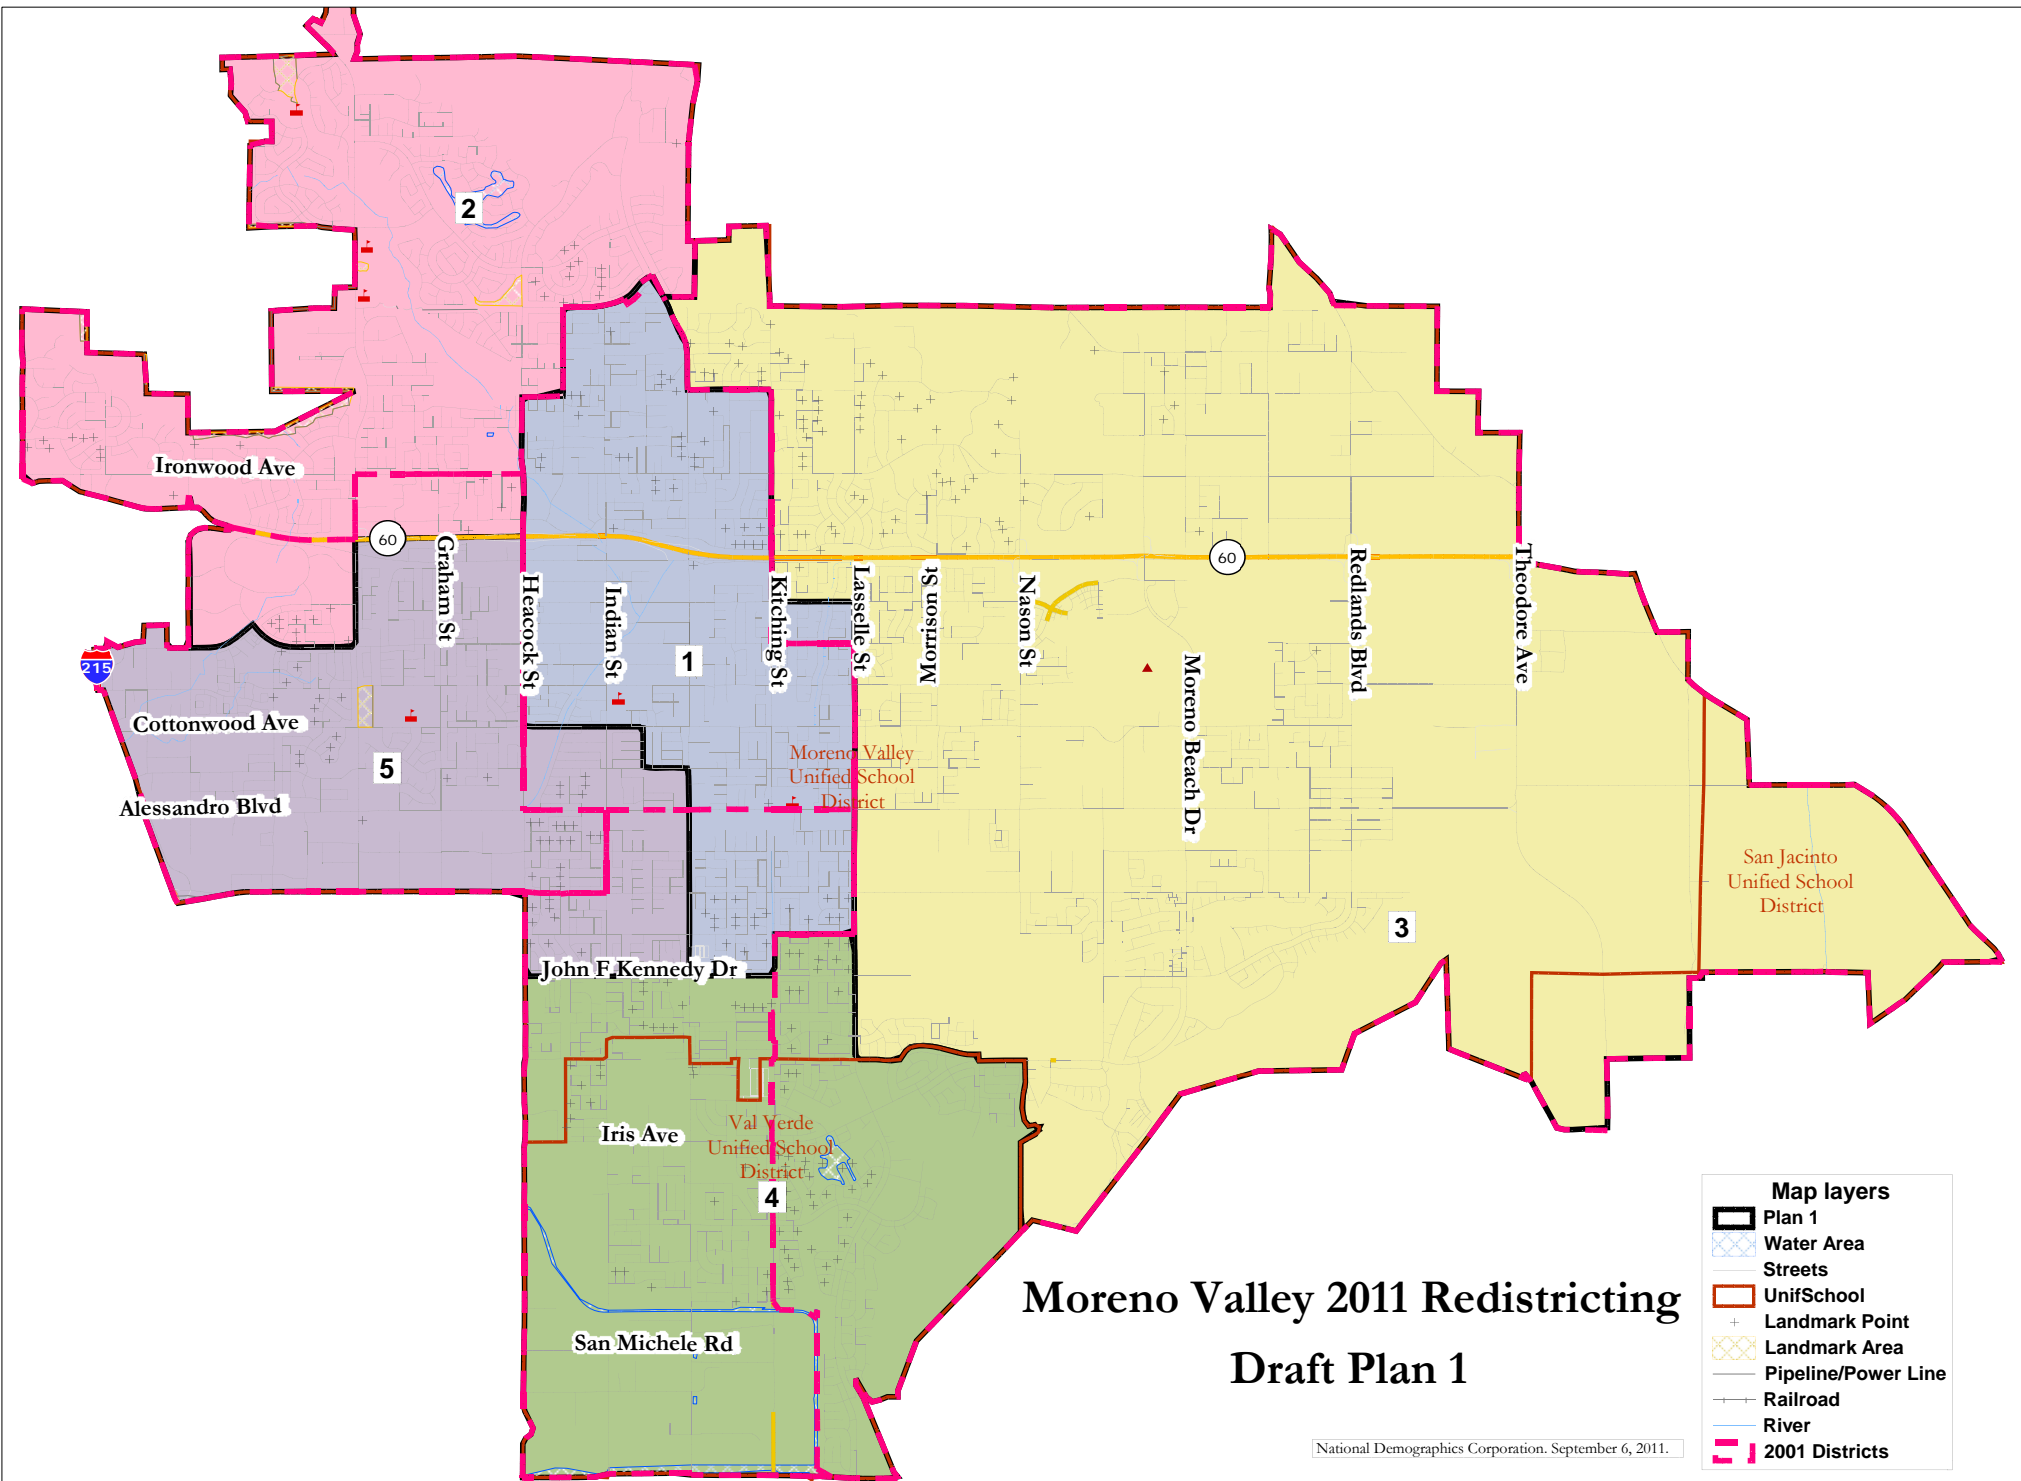 2
Ironwood Ave
60
60
Graham St
Heacock St
Indian St
Kitching St
Lasselle St
Morrison St
Nason St
Moreno Beach Dr
Redlands Blvd
Theodore Ave
215
1
Cottonwood Ave
5
Alessandro Blvd
Moreno Valley
Unified School
District
San Jacinto
Unified School
District
3
John F Kennedy Dr
Iris Ave
Val Verde
Unified School
District
4
San Michele Rd
Moreno Valley 2011 Redistricting
Draft Plan 1
National Demographics Corporation. September 6, 2011.
Map layers
Plan 1
Water Area
Streets
UnifSchool
Landmark Point
Landmark Area
Pipeline/Power Line
Railroad
River
2001 Districts